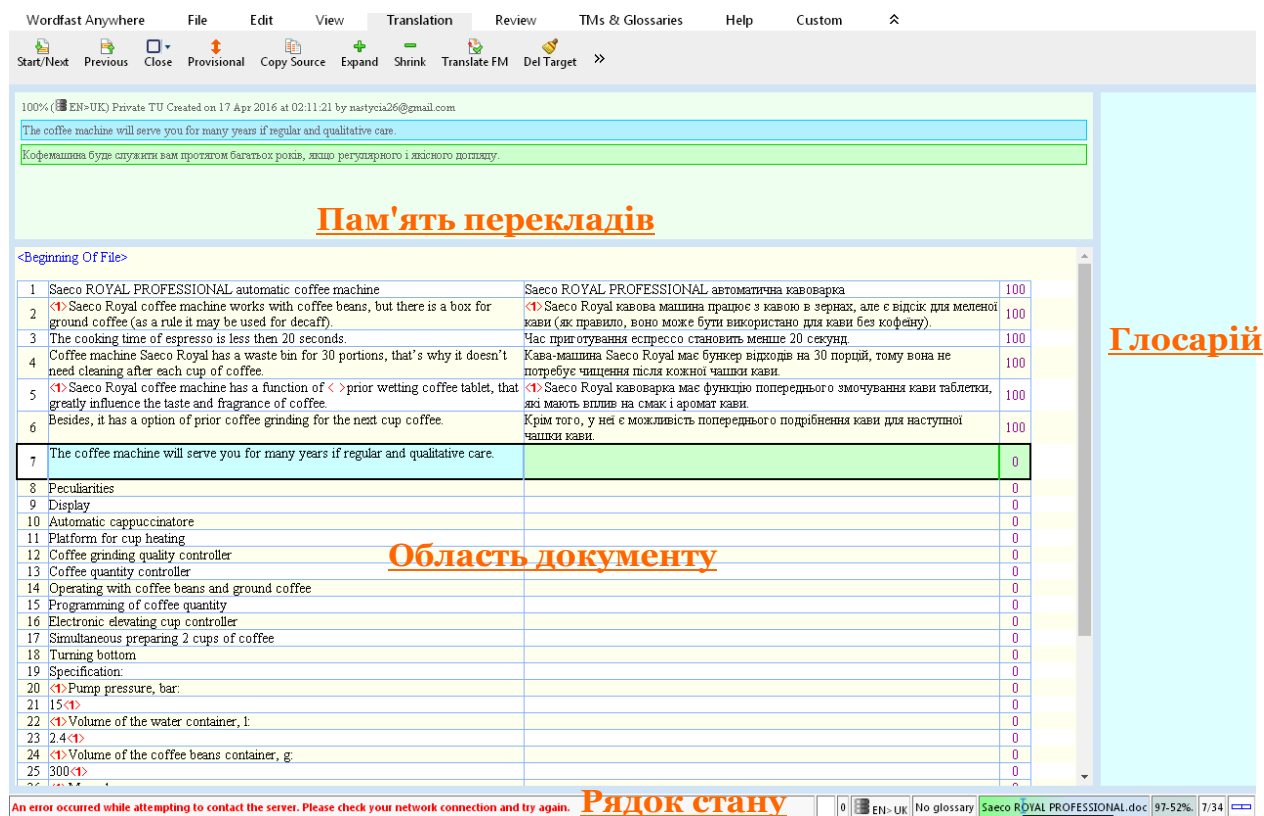 Wordfast Anywhere File Edit View Translation Review TMs & Glossaries Help Custom
Start/Next Previous Close Provisional Copy Source Expand Shrink Translate FM Del Target »
100% (EN>UK) Private TU Created on 17 Apr 2016 at 02:11:21 by nastycia26@gmail.com
The coffee machine will serve you for many years if regular and qualitative care.
Кофемашина буде служити вам протягом багатьох років, якщо регулярного і якісного догляду.
Пам'ять перекладів
<Beginning Of File>
1 Saeco ROYAL PROFESSIONAL automatic coffee machine Saeco ROYAL PROFESSIONAL автоматична кавоварка 100
2 <1>Saeco Royal coffee machine works with coffee beans, but there is a box for <1>Saeco Royal кавова машина працює з кавою в зернах, але є відсік для меленої 100
ground coffee (as a rule it may be used for decaff). кави (як правило, воно може бути використано для кави без кофеїну).
3 The cooking time of espresso is less then 20 seconds. Час приготування еспрессо становить менше 20 секунд. 100
Глосарій
4 Coffee machine Saeco Royal has a waste bin for 30 portions, that's why it doesn't Кава-машина Saeco Royal має бункер відходів на 30 порцій, тому вона не 100
need cleaning after each cup of coffee. потребує чищення після кожної чашки кави.
5 <1>Saeco Royal coffee machine has a function of < >prior wetting coffee tablet, that <1>Saeco Royal кавоварка має функцію попереднього змочування кави таблетки, 100
greatly influence the taste and fragrance of coffee. які мають вплив на смак і аромат кави.
6 Besides, it has a option of prior coffee grinding for the next cup coffee. Крім того, у неї є можливість попереднього подрібнення кави для наступної 100
чашки кави.
7 The coffee machine will serve you for many years if regular and qualitative care. 0
8 Peculiarities 0
9 Display 0
10 Automatic cappuccinatore 0
11 Platform for cup heating 0
12 Coffee grinding quality controller 0
Область документу
13 Coffee quantity controller 0
14 Operating with coffee beans and ground coffee 0
15 Programming of coffee quantity 0
16 Electronic elevating cup controller 0
17 Simultaneous preparing 2 cups of coffee 0
18 Turning bottom 0
19 Specification: 0
20 <1>Pump pressure, bar: 0
21 15<1> 0
22 <1>Volume of the water container, l: 0
23 2.4<1> 0
24 <1>Volume of the coffee beans container, g: 0
25 300<1> 0
An error occurred while attempting to contact the server. Please check your network connection and try again. Рядок стану 0 EN>UK No glossary Saeco ROYAL PROFESSIONAL.doc 97-52%. 7/34